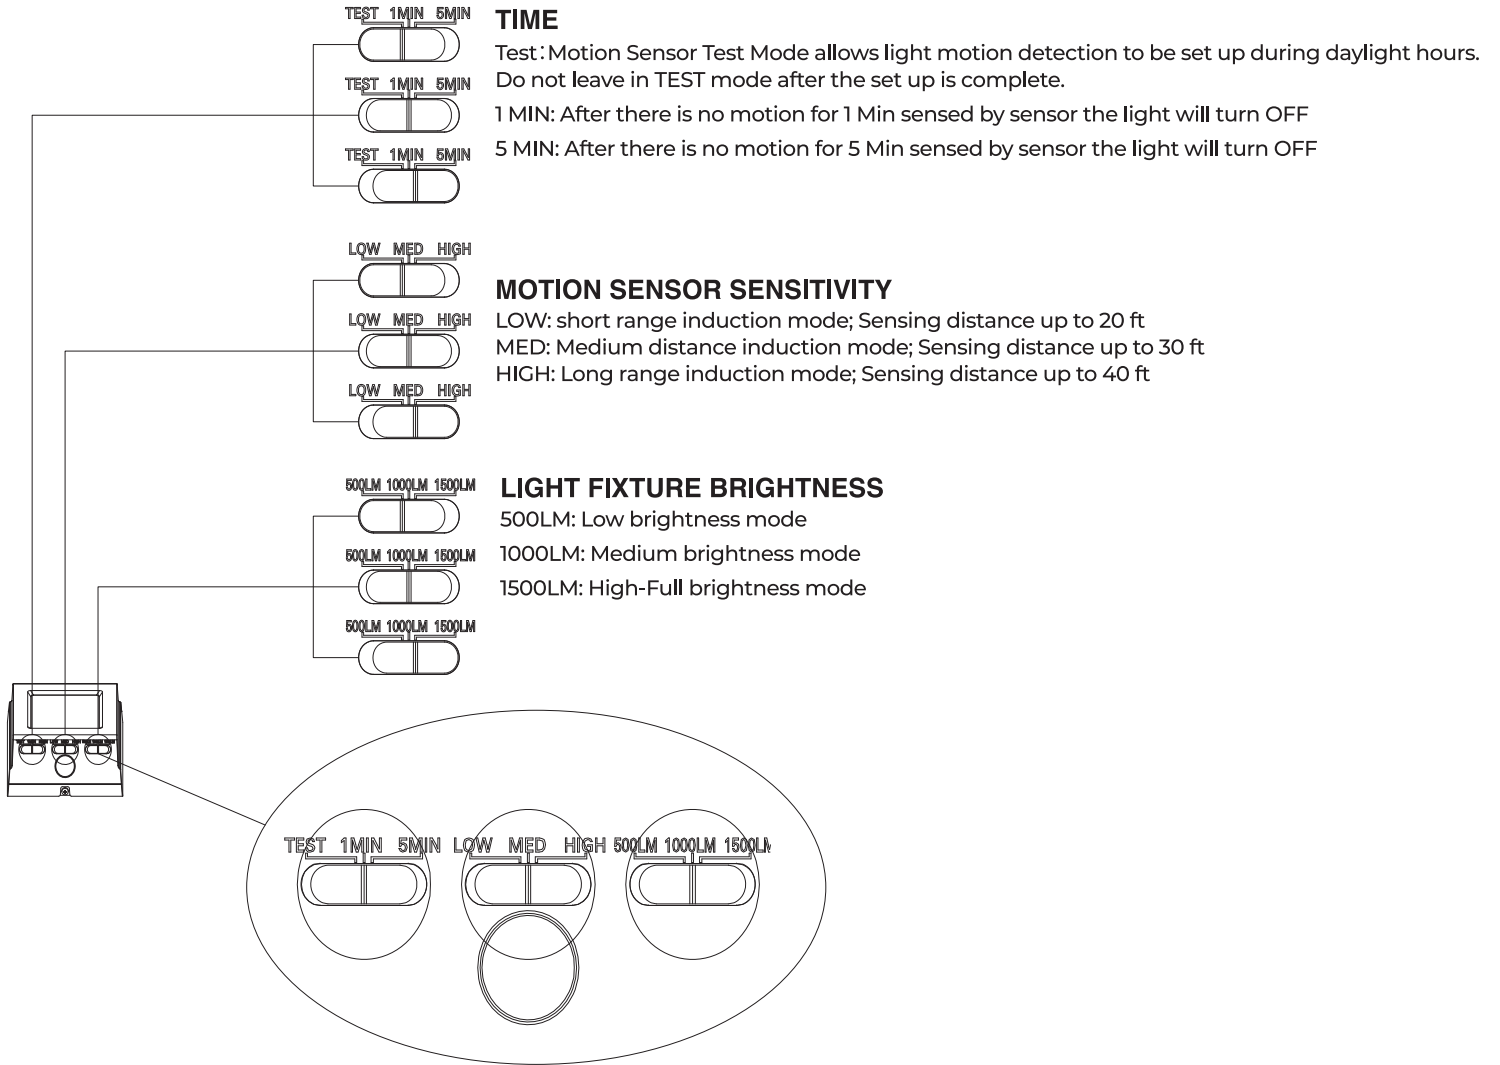 TEST 1MIN 5MIN
TIME
Test:Motion Sensor Test Mode allows light motion detection to be set up during daylight hours.
Do not leave in TEST mode after the set up is complete.
TEST 1MIN 5MIN
1 MIN: After there is no motion for 1 Min sensed by sensor the light will turn OFF
TEST 1MIN 5MIN
5 MIN: After there is no motion for 5 Min sensed by sensor the light will turn OFF
LOW MED HIGH
MOTION SENSOR SENSITIVITY
LOW MED HIGH
LOW: short range induction mode; Sensing distance up to 20 ft
MED: Medium distance induction mode; Sensing distance up to 30 ft
HIGH: Long range induction mode; Sensing distance up to 40 ft
LOW MED HIGH
500LM 1000LM 1500LM
LIGHT FIXTURE BRIGHTNESS
500LM: Low brightness mode
500LM 1000LM 1500LM
1000LM: Medium brightness mode
1500LM: High-Full brightness mode
500LM 1000LM 1500LM
TEST 1MIN 5MIN LOW MED HIGH 500LM 1000LM 1500LM